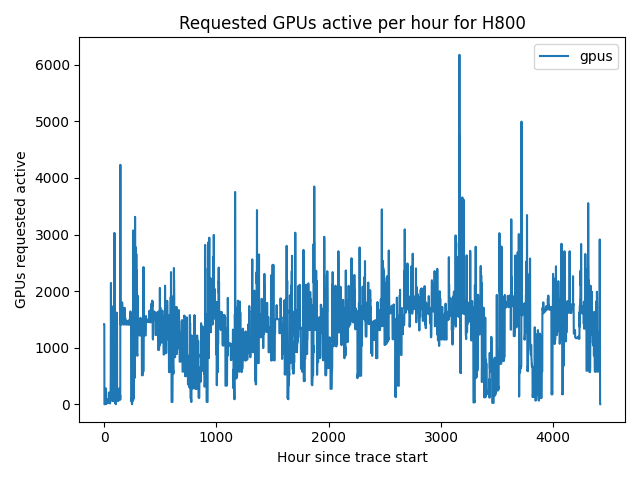 Requested GPUs active per hour for H800
gpus
GPUs requested active
6000
5000
4000
3000
2000
1000
0
0 1000 2000 3000 4000
Hour since trace start